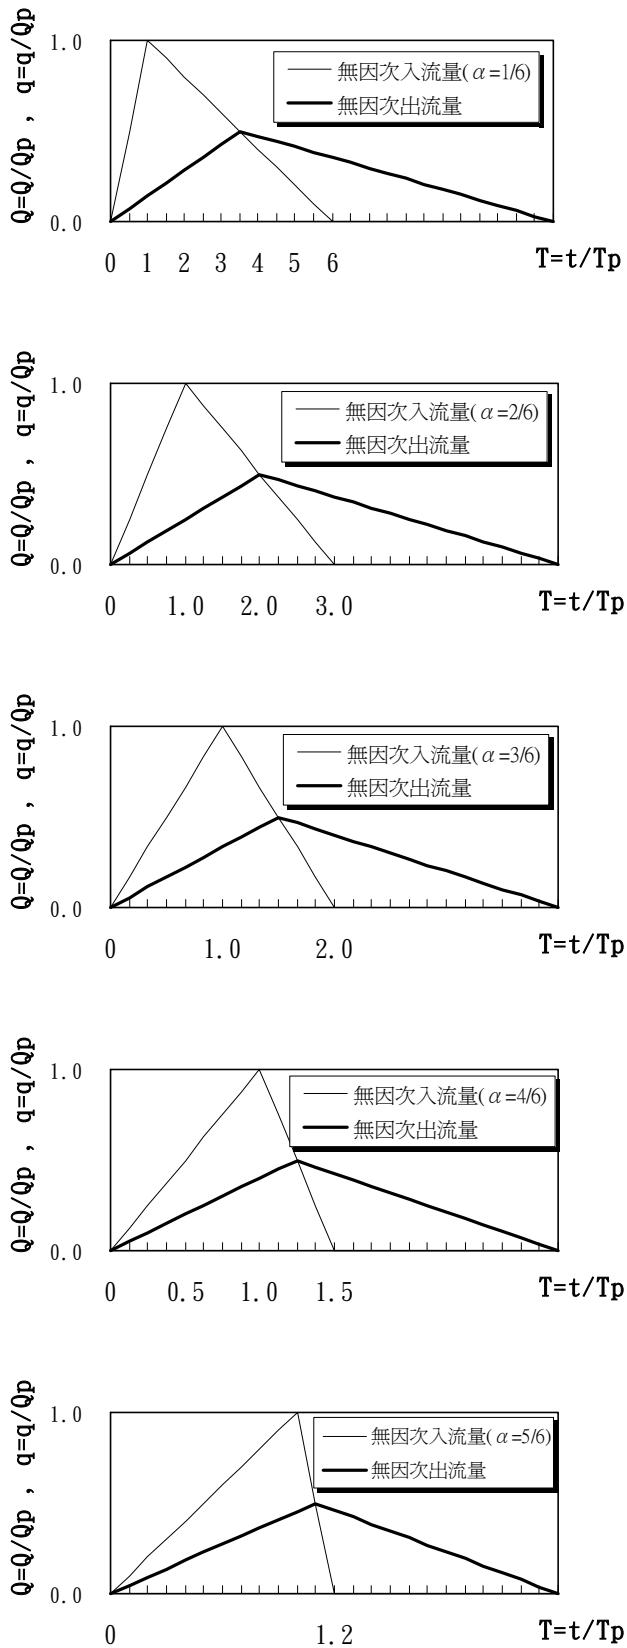 Q=Q/Qp , q=q/Qp
1.0
無因次入流量(α=1/6)
無因次出流量
0.0
0 1 2 3 4 5 6
T=t/Tp
Q=Q/Qp , q=q/Qp
1.0
無因次入流量(α=2/6)
無因次出流量
0.0
0 1.0 2.0 3.0
T=t/Tp
Q=Q/Qp , q=q/Qp
1.0
無因次入流量(α=3/6)
無因次出流量
0.0
0 1.0 2.0
T=t/Tp
Q=Q/Qp , q=q/Qp
1.0
無因次入流量(α=4/6)
無因次出流量
0.0
0 0.5 1.0 1.5
T=t/Tp
Q=Q/Qp , q=q/Qp
1.0
無因次入流量(α=5/6)
無因次出流量
0.0
0 1.2
T=t/Tp